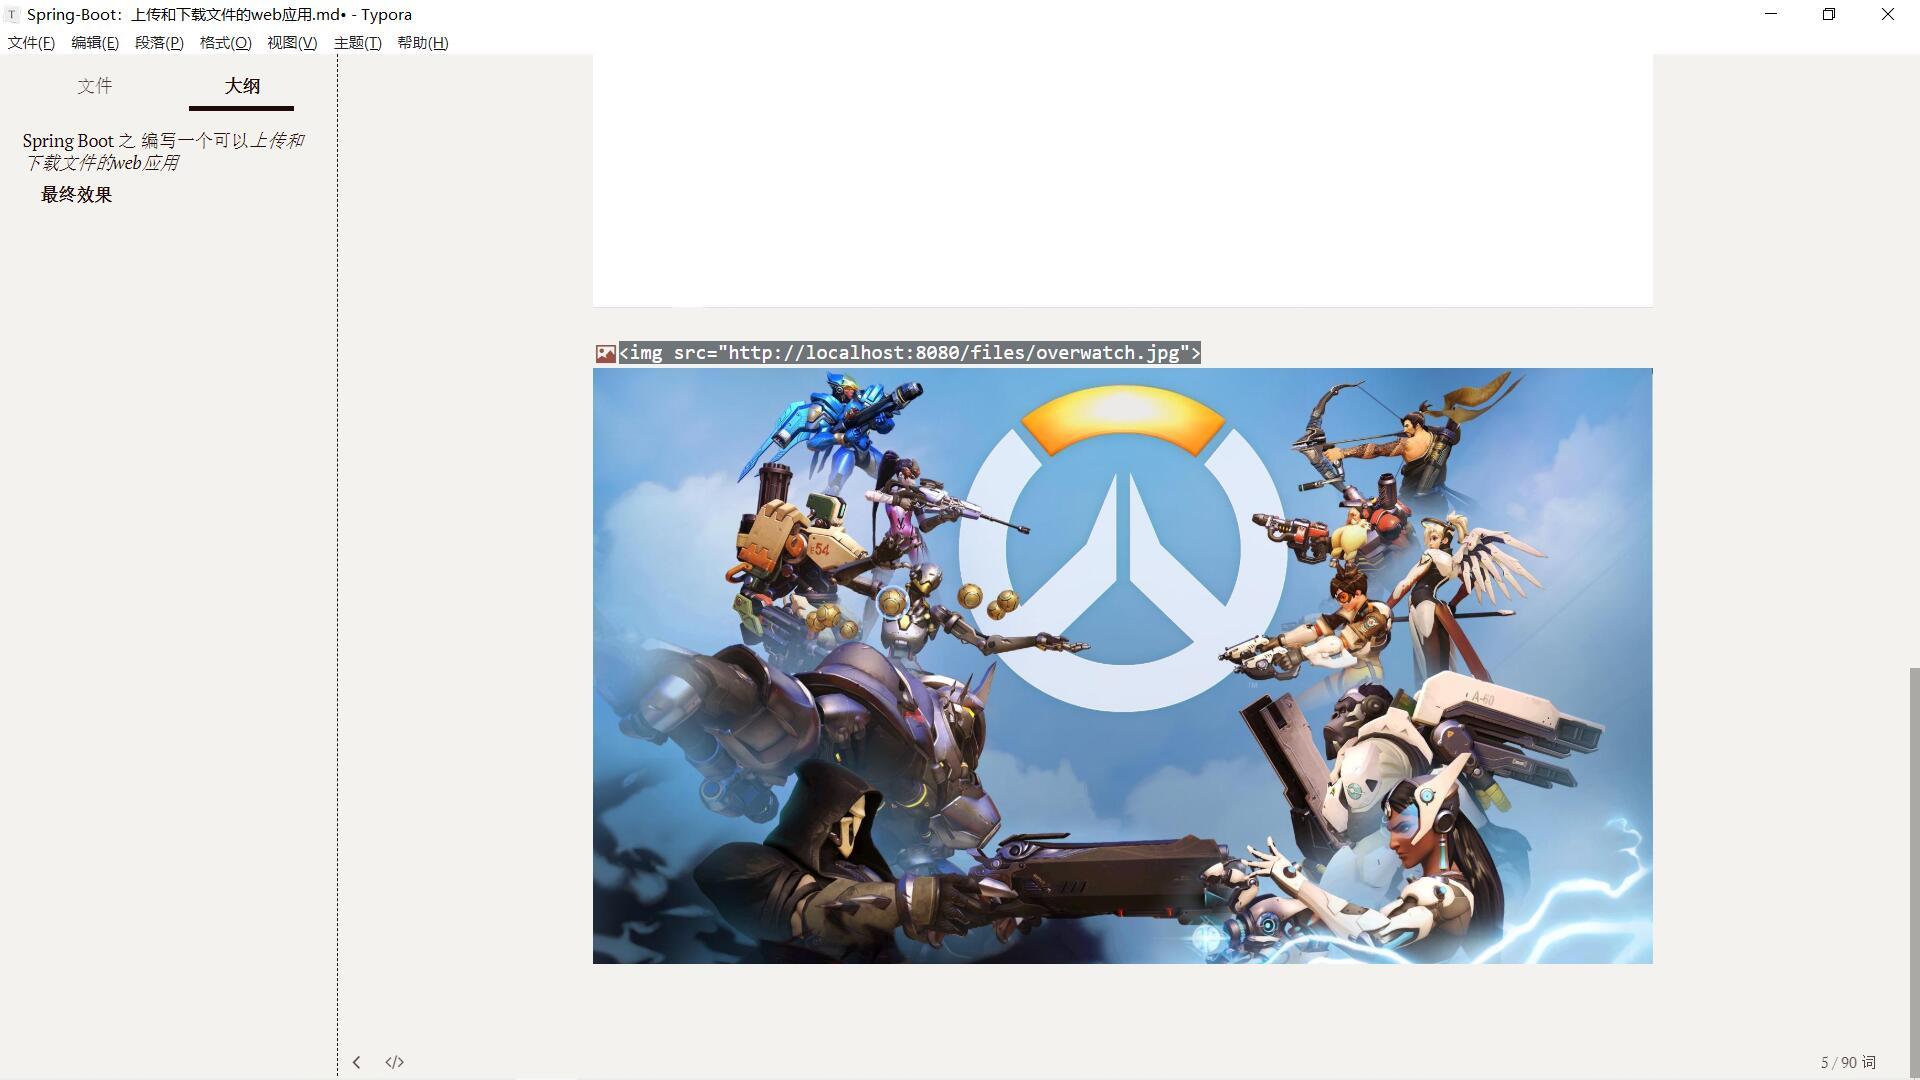 Spring-Boot：上传和下载文件的web应用.md• - Typora
文件(F) 编辑(E) 段落(P) 格式(O) 视图(V) 主题(T) 帮助(H)
文件 大纲
Spring Boot 之 编写一个可以上传和
下载文件的web应用
最终效果
<img src="http://localhost:8080/files/overwatch.jpg">
54
A-60
TM
5 / 90 词